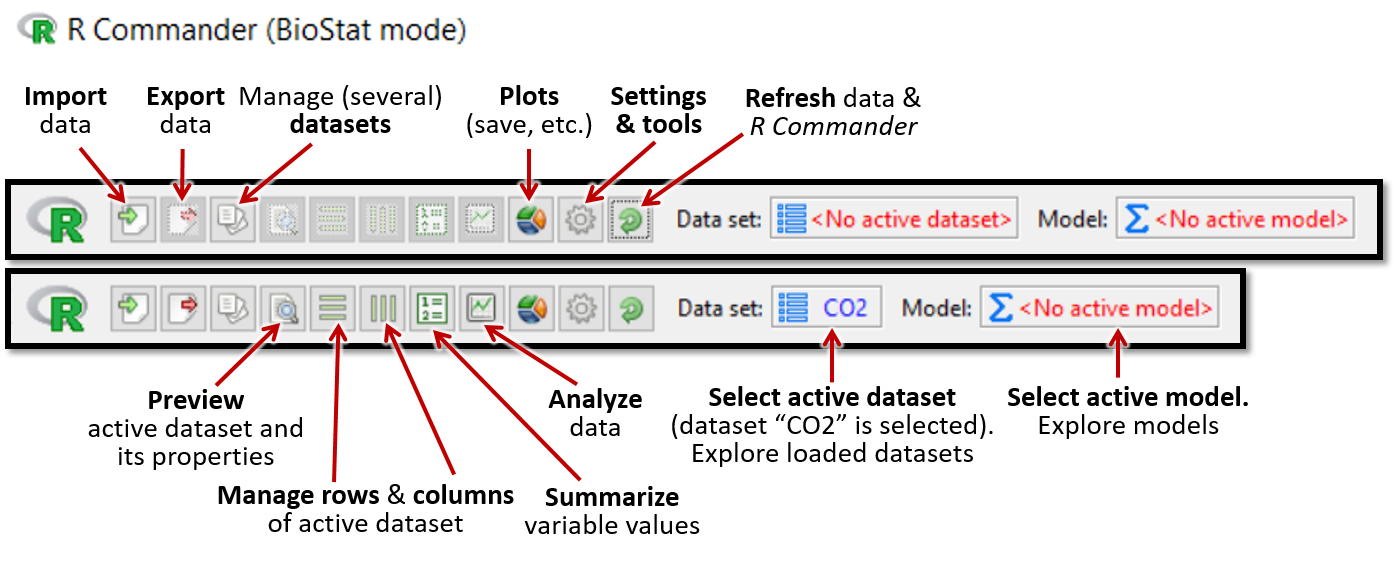 R Commander (BioStat mode)
Import
data
Export
data
Manage (several)
datasets
Plots
(save, etc.)
Settings
& tools
Refresh data &
R Commander
R Data set: <No active dataset> Model: Σ <No active model>
R Data set: CO2 Model: Σ <No active model>
Preview
active dataset and
its properties
Manage rows & columns
of active dataset
Summarize
variable values
Analyze
data
Select active dataset
(dataset “CO2” is selected).
Explore loaded datasets
Select active model.
Explore models